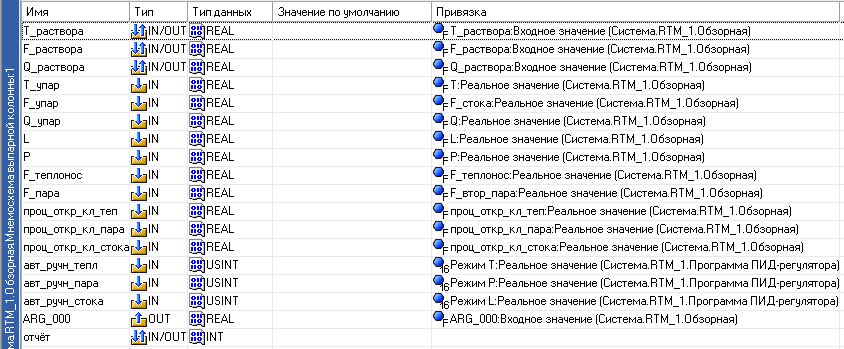 Имя Тип Тип данных Значение по умолчанию Привязка
T_раствора IN/OUT REAL T_раствора:Входное значение (Система.RTM_1.Обзорная)
F_раствора IN/OUT REAL F_раствора:Входное значение (Система.RTM_1.Обзорная)
Q_раствора IN/OUT REAL Q_раствора:Входное значение (Система.RTM_1.Обзорная)
T_упар IN REAL T:Реальное значение (Система.RTM_1.Обзорная)
F_упар IN REAL F_стока:Реальное значение (Система.RTM_1.Обзорная)
Q_упар IN REAL Q:Реальное значение (Система.RTM_1.Обзорная)
L IN REAL L:Реальное значение (Система.RTM_1.Обзорная)
P IN REAL P:Реальное значение (Система.RTM_1.Обзорная)
F_теплонос IN REAL F_теплонос:Реальное значение (Система.RTM_1.Обзорная)
F_пара IN REAL F_втор_пара:Реальное значение (Система.RTM_1.Обзорная)
проц_откр_кл_теп IN REAL проц_откр_кл_теп:Реальное значение (Система.RTM_1.Обзорная)
проц_откр_кл_пара IN REAL проц_откр_кл_пара:Реальное значение (Система.RTM_1.Обзорная)
проц_откр_кл_стока IN REAL проц_откр_кл_стока:Реальное значение (Система.RTM_1.Обзорная)
авт_ручн_тепл IN USINT Режим T:Реальное значение (Система.RTM_1.Программа ПИД-регулятора)
авт_ручн_пара IN USINT Режим P:Реальное значение (Система.RTM_1.Программа ПИД-регулятора)
авт_ручн_стока IN USINT Режим L:Реальное значение (Система.RTM_1.Программа ПИД-регулятора)
ARG_000 OUT REAL ARG_000:Входное значение (Система.RTM_1.Обзорная)
отчёт IN/OUT INT
ма.RTM_1.Обзорная.Мнемосхема выпарной колонны:1